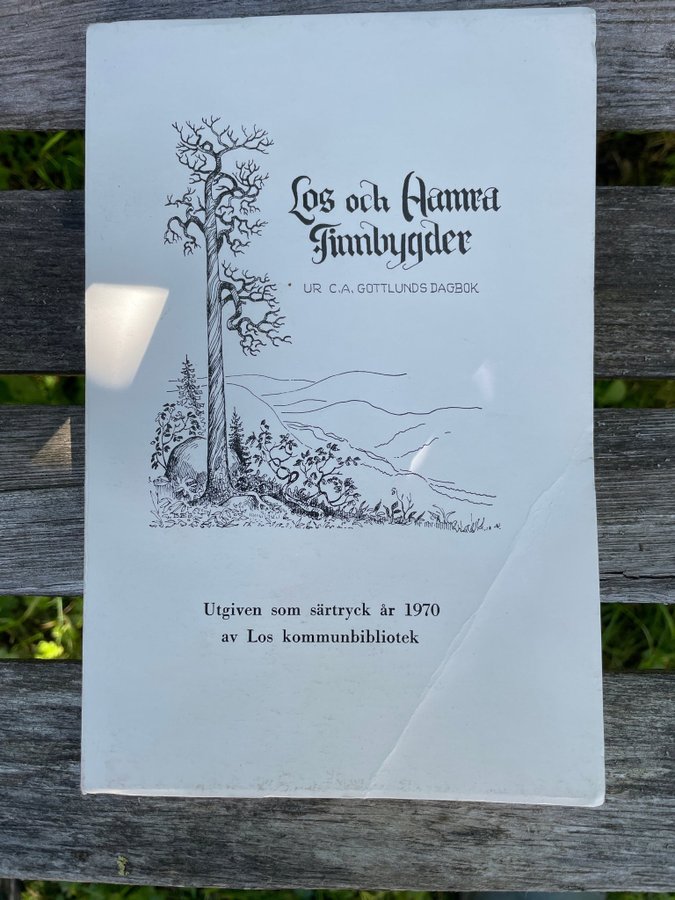 Los och Hamra
Finnbygder
UR C.A. GOTTLUNDS DAGBOK
Utgiven som särtryck år 1970
av Los kommunbibliotek